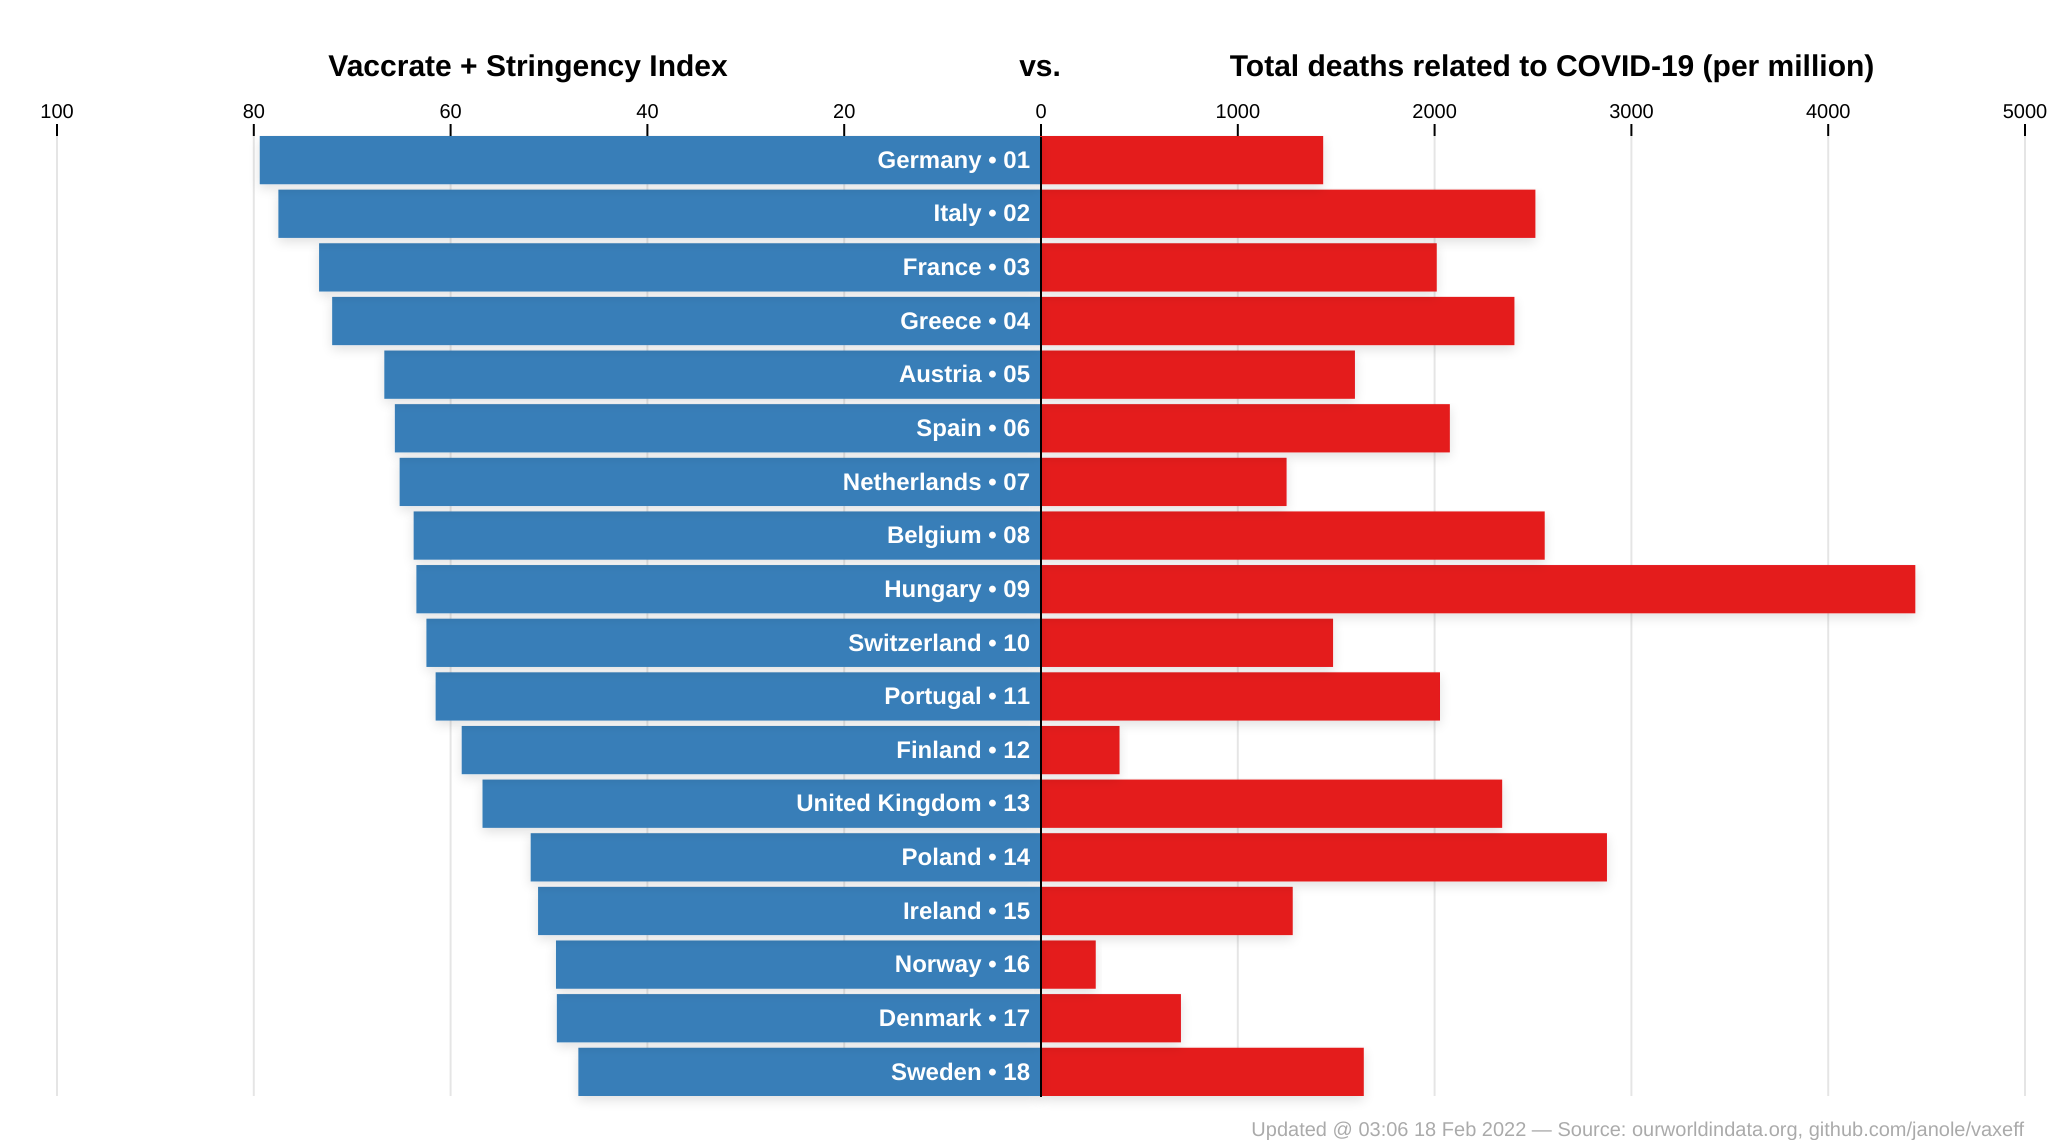 Vaccrate + Stringency Index vs. Total deaths related to COVID-19 (per million)
100 80 60 40 20 0 1000 2000 3000 4000 5000
Germany • 01
Italy • 02
France • 03
Greece • 04
Austria • 05
Spain • 06
Netherlands • 07
Belgium • 08
Hungary • 09
Switzerland • 10
Portugal • 11
Finland • 12
United Kingdom • 13
Poland • 14
Ireland • 15
Norway • 16
Denmark • 17
Sweden • 18
Updated @ 03:06 18 Feb 2022 — Source: ourworldindata.org, github.com/janole/vaxeff